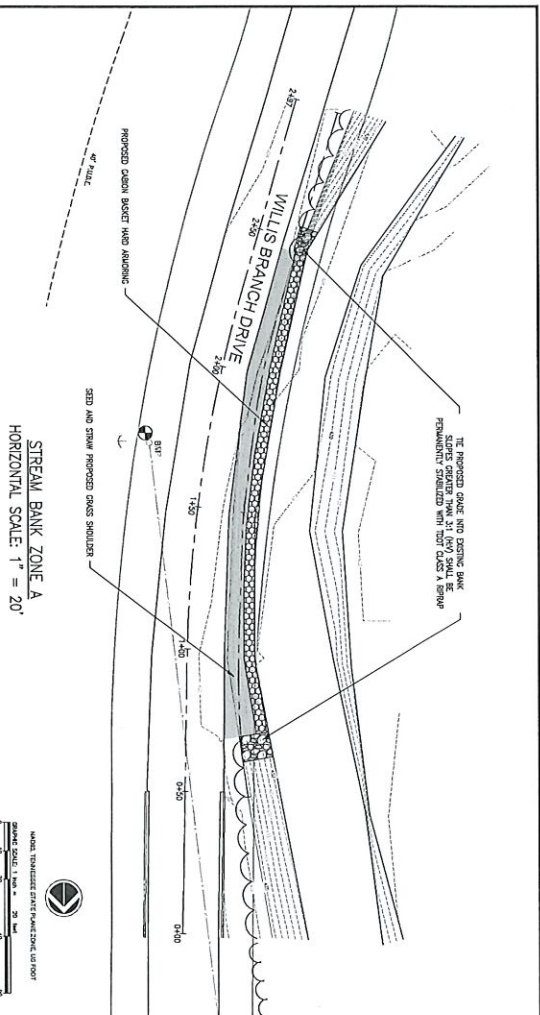 TIE PROPOSED GRADE INTO EXISTING BANK
SLOPES GREATER THAN 3:1 (H:V) SHALL BE
PERMANENTLY STABILIZED WITH TDOT CLASS A RIPRAP
2+97
2+50
2+00
1+50
1+00
0+50
0+00
WILLIS BRANCH DRIVE
PROPOSED GABION BASKET HARD ARMORING
SEED AND STRAW PROPOSED GRASS SHOULDER
40' P.U.D.E.
STREAM BANK ZONE A
HORIZONTAL SCALE: 1" = 20'
NAD83, TENNESSEE STATE PLANE ZONE, US FOOT
GRAPHIC SCALE: 1 inch = 20 feet